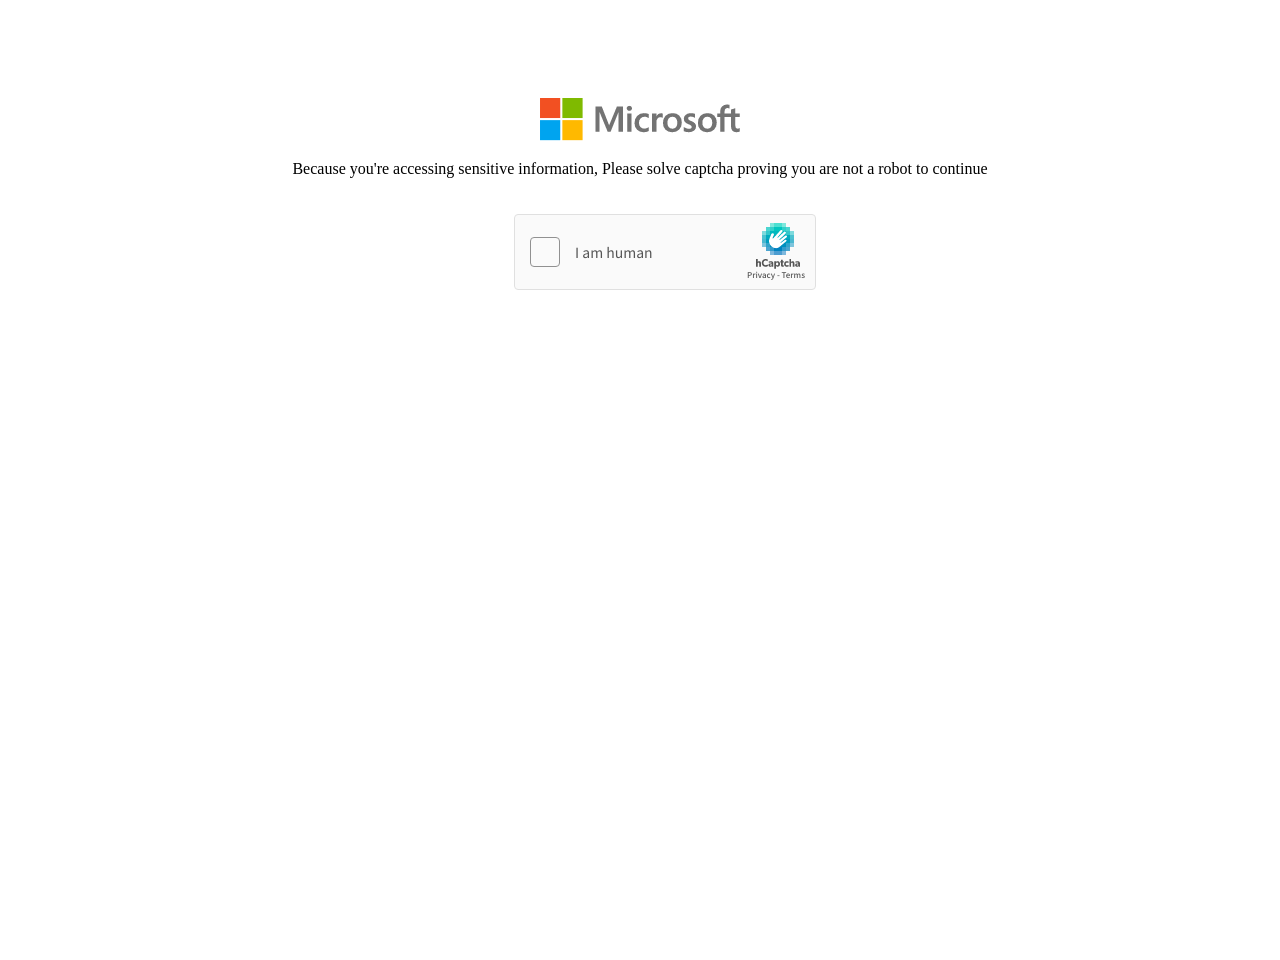 Microsoft
Because you're accessing sensitive information, Please solve captcha proving you are not a robot to continue
I am human
hCaptcha
Privacy - Terms